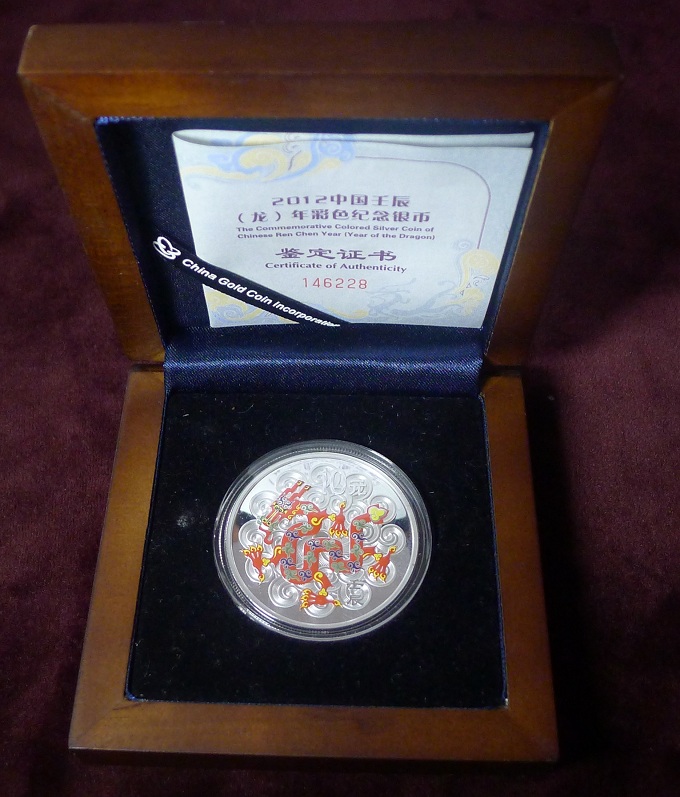 2012中国壬辰
（龙）年彩色纪念银币
The Commemorative Colored Silver Coin of
Chinese Ren Chen Year (Year of the Dragon)
鉴定证书
Certificate of Authenticity
146228
China Gold Coin Incorporation
10元